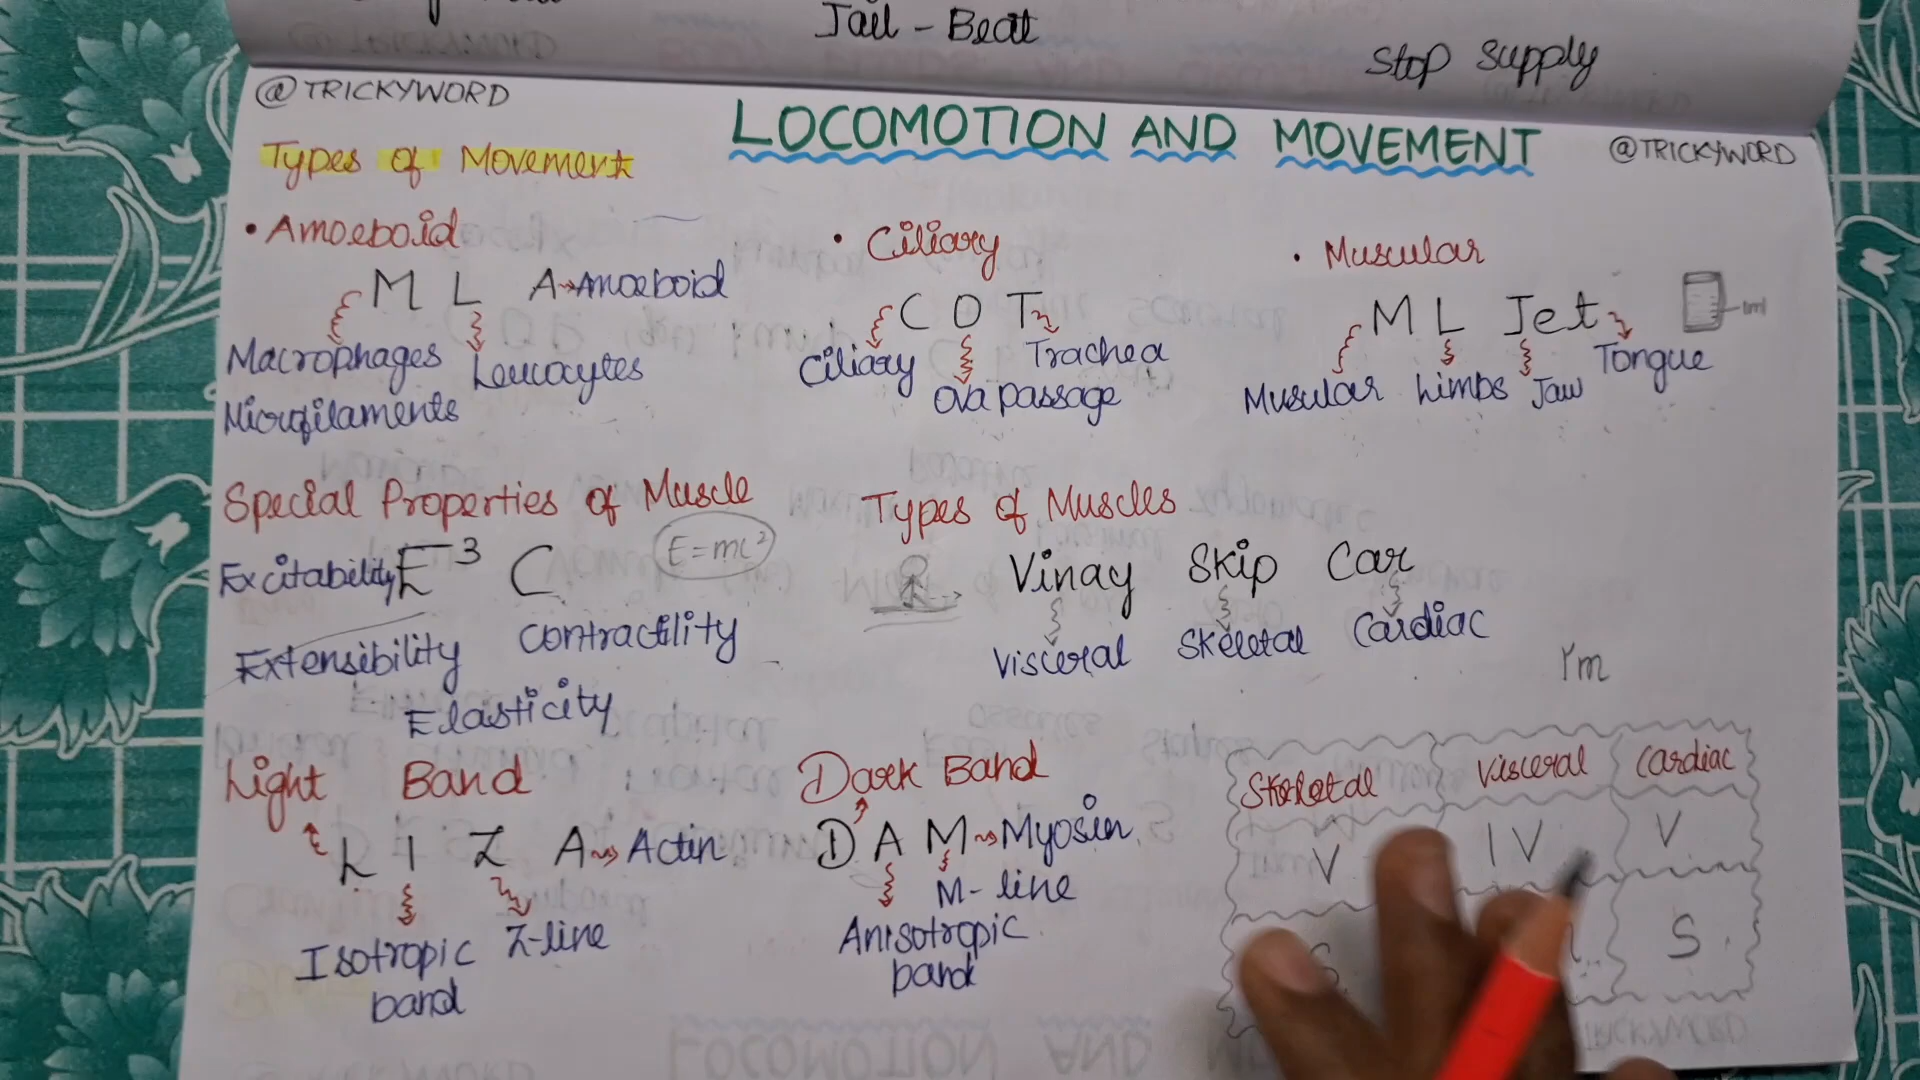 Jail - Beat
Stop Supply
@TRICKYWORD
LOCOMOTION AND MOVEMENT
@TRICKYWORD
Types of Movement
• Amoeboid
M L A Amoeboid
Macrophages Leucocytes
Microfilaments
• Ciliary
C O T
Ciliary Trachea
Ova passage
• Muscular
M L Jet
Muscular Limbs Jaw Tongue
1ml
Special Properties of Muscle
E=mc²
Excitability E³ C
Extensibility Contractility
Elasticity
Types of Muscles
Vinay Skip Car
Visceral Skeletal Cardiac
Light Band
L I Z A Actin
Isotropic Z-line
band
Dark Band
D A M Myosin
M-line
Anisotropic
band
Skeletal Visceral Cardiac
V IV V
S S